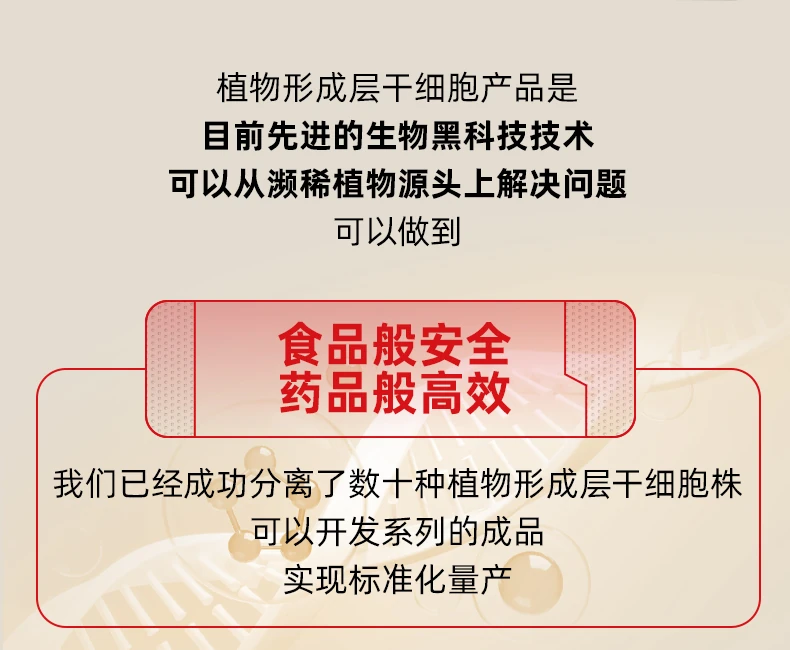 植物形成层干细胞产品是
目前先进的生物黑科技技术
可以从濒稀植物源头上解决问题
可以做到
食品般安全
药品般高效
我们已经成功分离了数十种植物形成层干细胞株
可以开发系列的成品
实现标准化量产